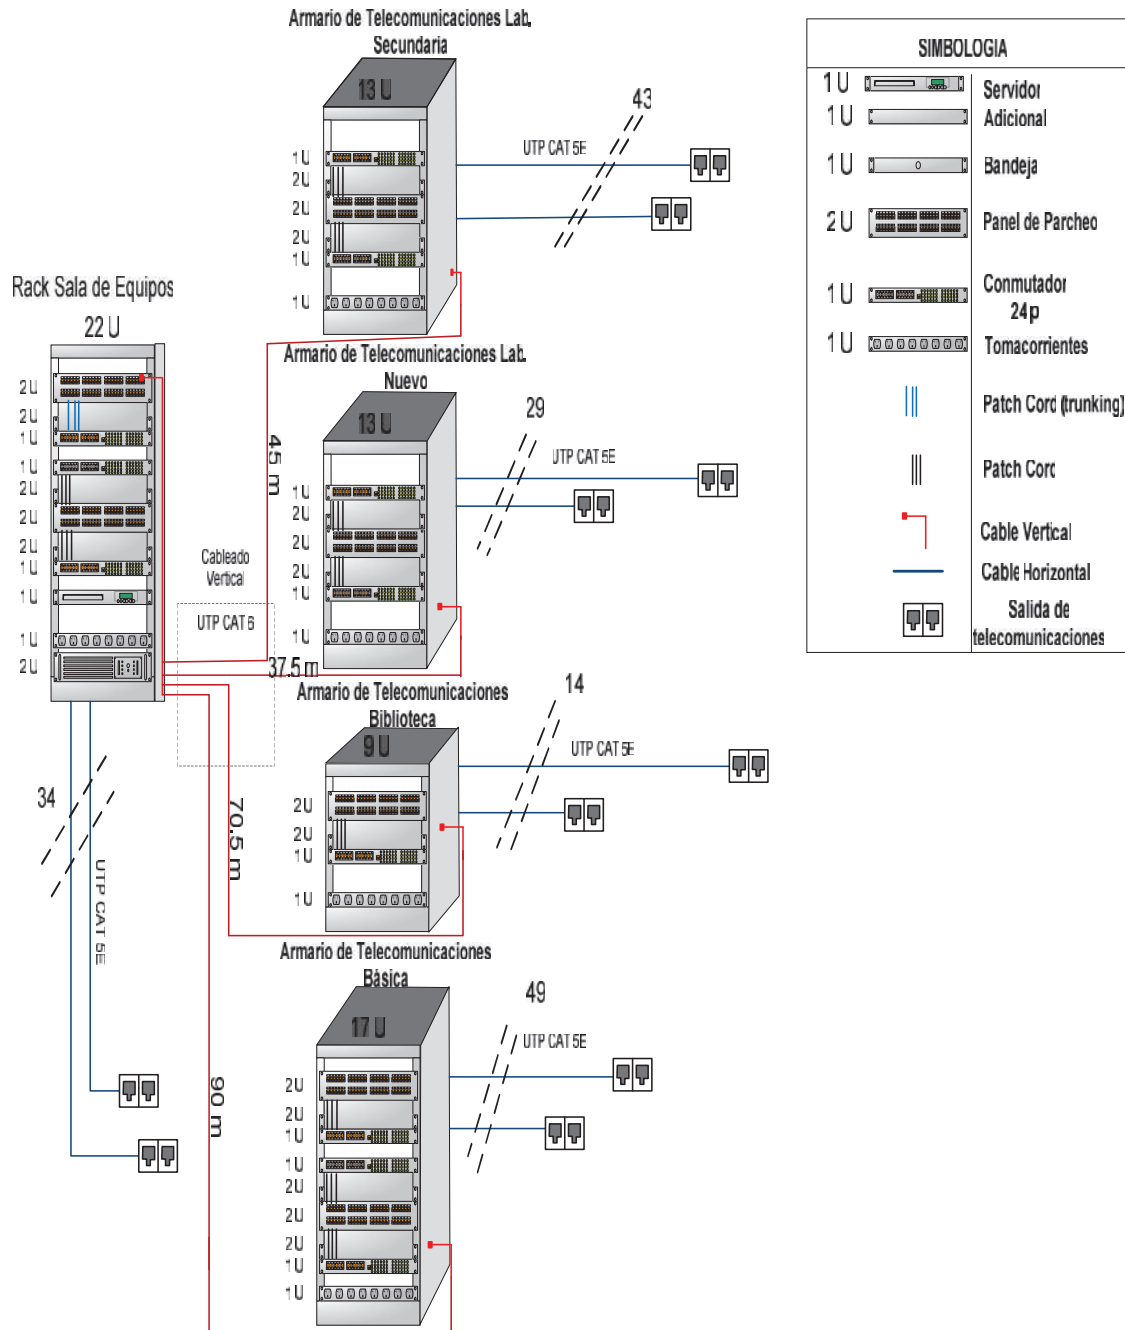 Armario de Telecomunicaciones Lab.
Secundaria
13 U
1 U
2 U
2 U
2 U
1 U
1 U
43
UTP CAT 5E
Rack Sala de Equipos
22 U
2 U
2 U
1 U
1 U
2 U
2 U
2 U
1 U
1 U
1 U
2 U
Armario de Telecomunicaciones Lab.
Nuevo
13 U
1 U
2 U
2 U
2 U
1 U
1 U
29
UTP CAT 5E
45 m
Cableado
Vertical
UTP CAT 6
37.5 m
Armario de Telecomunicaciones
Biblioteca
9 U
2 U
2 U
1 U
1 U
14
UTP CAT 5E
70.5 m
34
UTP CAT 5E
Armario de Telecomunicaciones
Básica
17 U
2 U
2 U
1 U
1 U
2 U
2 U
2 U
1 U
1 U
49
UTP CAT 5E
90 m
SIMBOLOGIA
1 U Servidor
1 U Adicional
1 U Bandeja
2 U Panel de Parcheo
1 U Conmutador
24 p
1 U Tomacorrientes
Patch Cord (trunking)
Patch Cord
Cable Vertical
Cable Horizontal
Salida de
telecomunicaciones